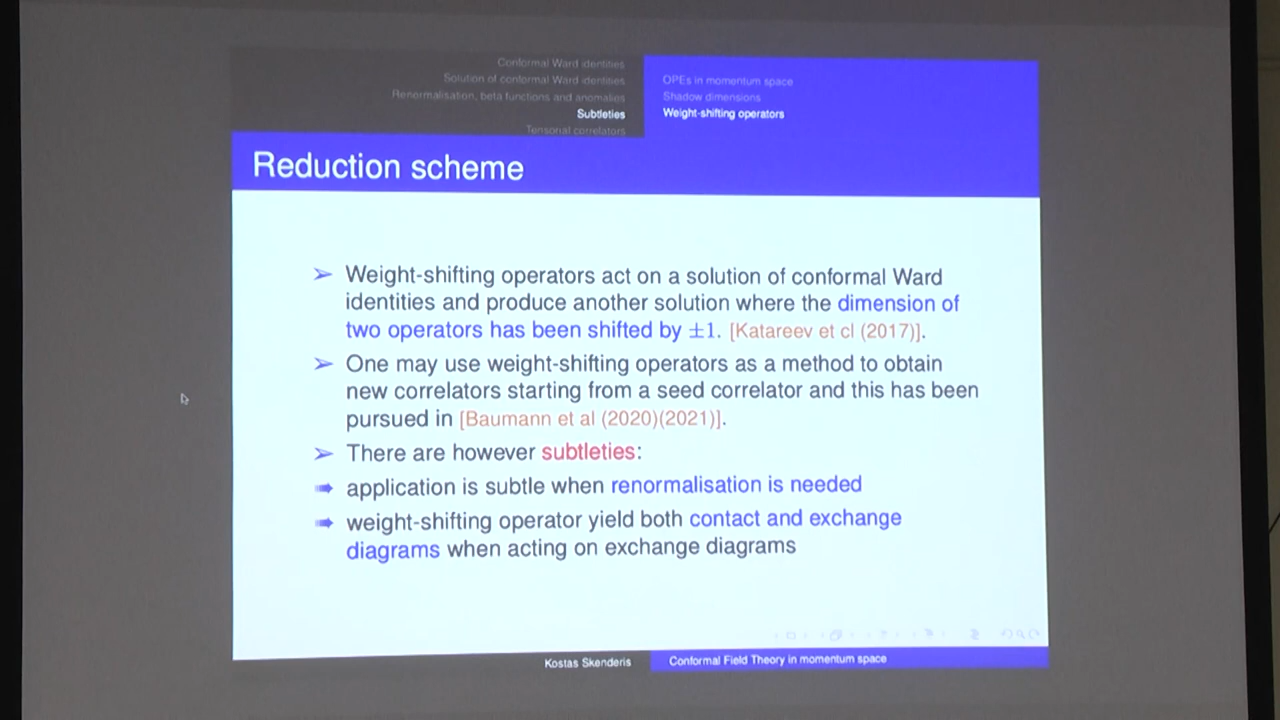 Conformal Ward identities
Solution of conformal Ward identities
Renormalisation, beta functions and anomalies
Subtleties
Tensorial correlators
OPEs in momentum space
Shadow dimensions
Weight-shifting operators
Reduction scheme
➢ Weight-shifting operators act on a solution of conformal Ward
identities and produce another solution where the dimension of
two operators has been shifted by ±1. [Katareev et cl (2017)].
➢ One may use weight-shifting operators as a method to obtain
new correlators starting from a seed correlator and this has been
pursued in [Baumann et al (2020)(2021)].
➢ There are however subtleties:
➠ application is subtle when renormalisation is needed
➠ weight-shifting operator yield both contact and exchange
diagrams when acting on exchange diagrams
Kostas Skenderis
Conformal Field Theory in momentum space